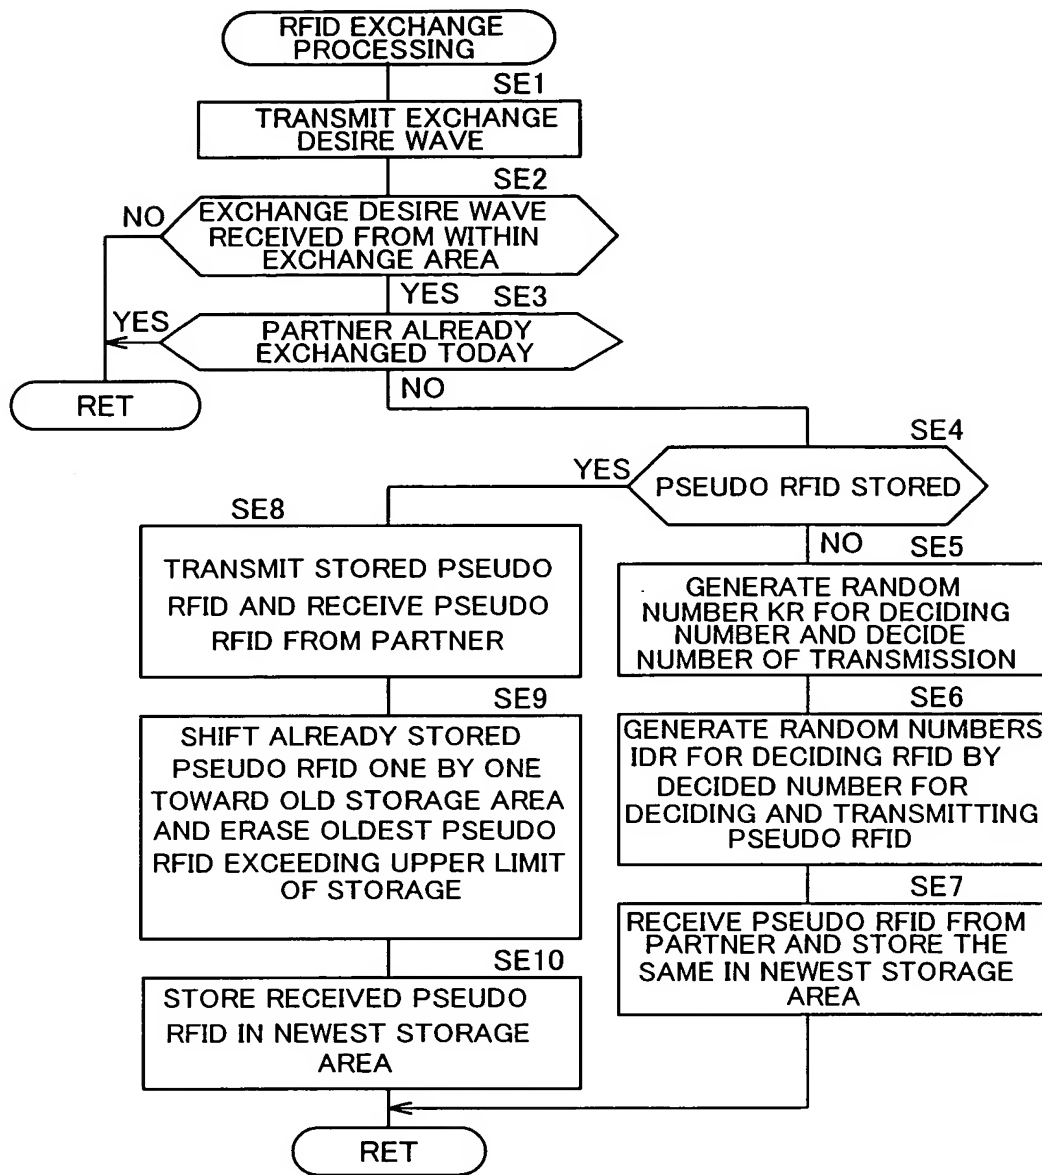 RFID EXCHANGE
PROCESSING
SE1
TRANSMIT EXCHANGE
DESIRE WAVE
SE2
NO
EXCHANGE DESIRE WAVE
RECEIVED FROM WITHIN
EXCHANGE AREA
YES
SE3
YES
PARTNER ALREADY
EXCHANGED TODAY
NO
RET
SE4
YES
PSEUDO RFID STORED
NO
SE8
TRANSMIT STORED PSEUDO
RFID AND RECEIVE PSEUDO
RFID FROM PARTNER
SE5
GENERATE RANDOM
NUMBER KR FOR DECIDING
NUMBER AND DECIDE
NUMBER OF TRANSMISSION
SE9
SHIFT ALREADY STORED
PSEUDO RFID ONE BY ONE
TOWARD OLD STORAGE AREA
AND ERASE OLDEST PSEUDO
RFID EXCEEDING UPPER LIMIT
OF STORAGE
SE6
GENERATE RANDOM NUMBERS
IDR FOR DECIDING RFID BY
DECIDED NUMBER FOR
DECIDING AND TRANSMITTING
PSEUDO RFID
SE7
RECEIVE PSEUDO RFID FROM
PARTNER AND STORE THE
SAME IN NEWEST STORAGE
AREA
SE10
STORE RECEIVED PSEUDO
RFID IN NEWEST STORAGE
AREA
RET